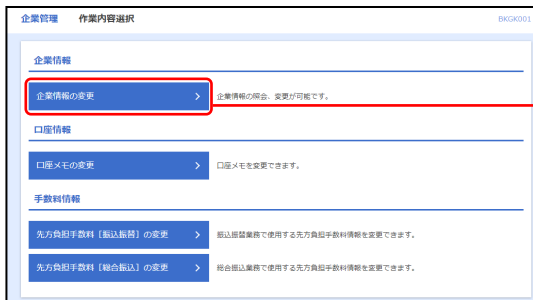 企業管理 作業内容選択 BKGK001
企業情報
企業情報の変更 企業情報の照会、変更が可能です。
口座情報
口座メモの変更 口座メモを変更できます。
手数料情報
先方負担手数料［振込振替］の変更 振込振替業務で使用する先方負担手数料情報を変更できます。
先方負担手数料［総合振込］の変更 総合振込業務で使用する先方負担手数料情報を変更できます。